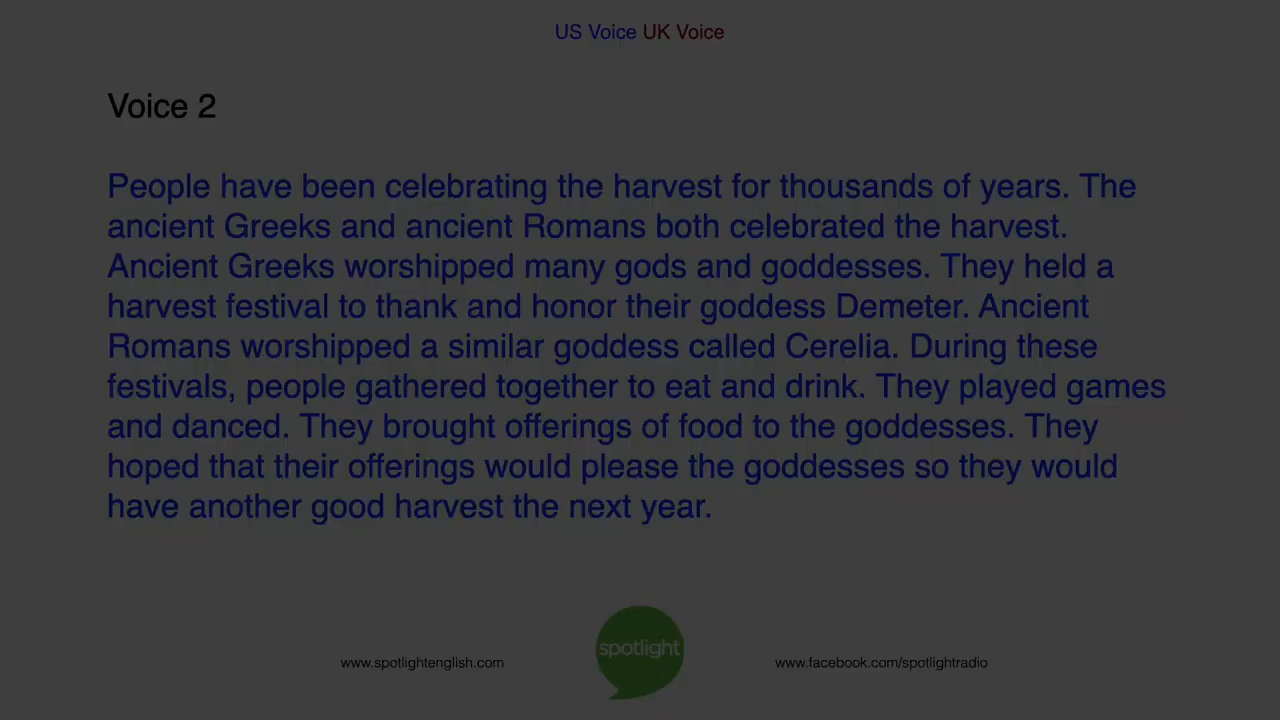 US Voice UK Voice
Voice 2
People have been celebrating the harvest for thousands of years. The
ancient Greeks and ancient Romans both celebrated the harvest.
Ancient Greeks worshipped many gods and goddesses. They held a
harvest festival to thank and honor their goddess Demeter. Ancient
Romans worshipped a similar goddess called Cerelia. During these
festivals, people gathered together to eat and drink. They played games
and danced. They brought offerings of food to the goddesses. They
hoped that their offerings would please the goddesses so they would
have another good harvest the next year.
spotlight
www.spotlightenglish.com
www.facebook.com/spotlightradio